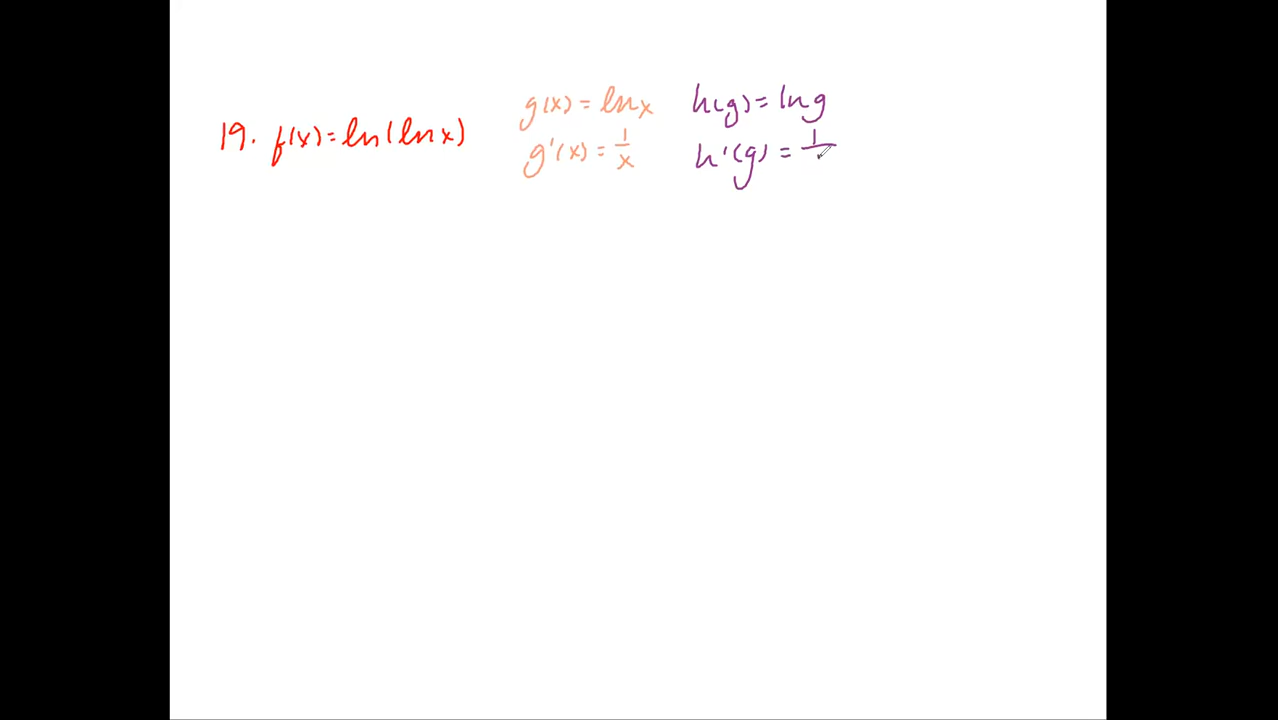 19. f(x) = ln(ln x)
g(x) = ln x
g'(x) = 1/x
h(g) = ln g
h'(g) = 1/